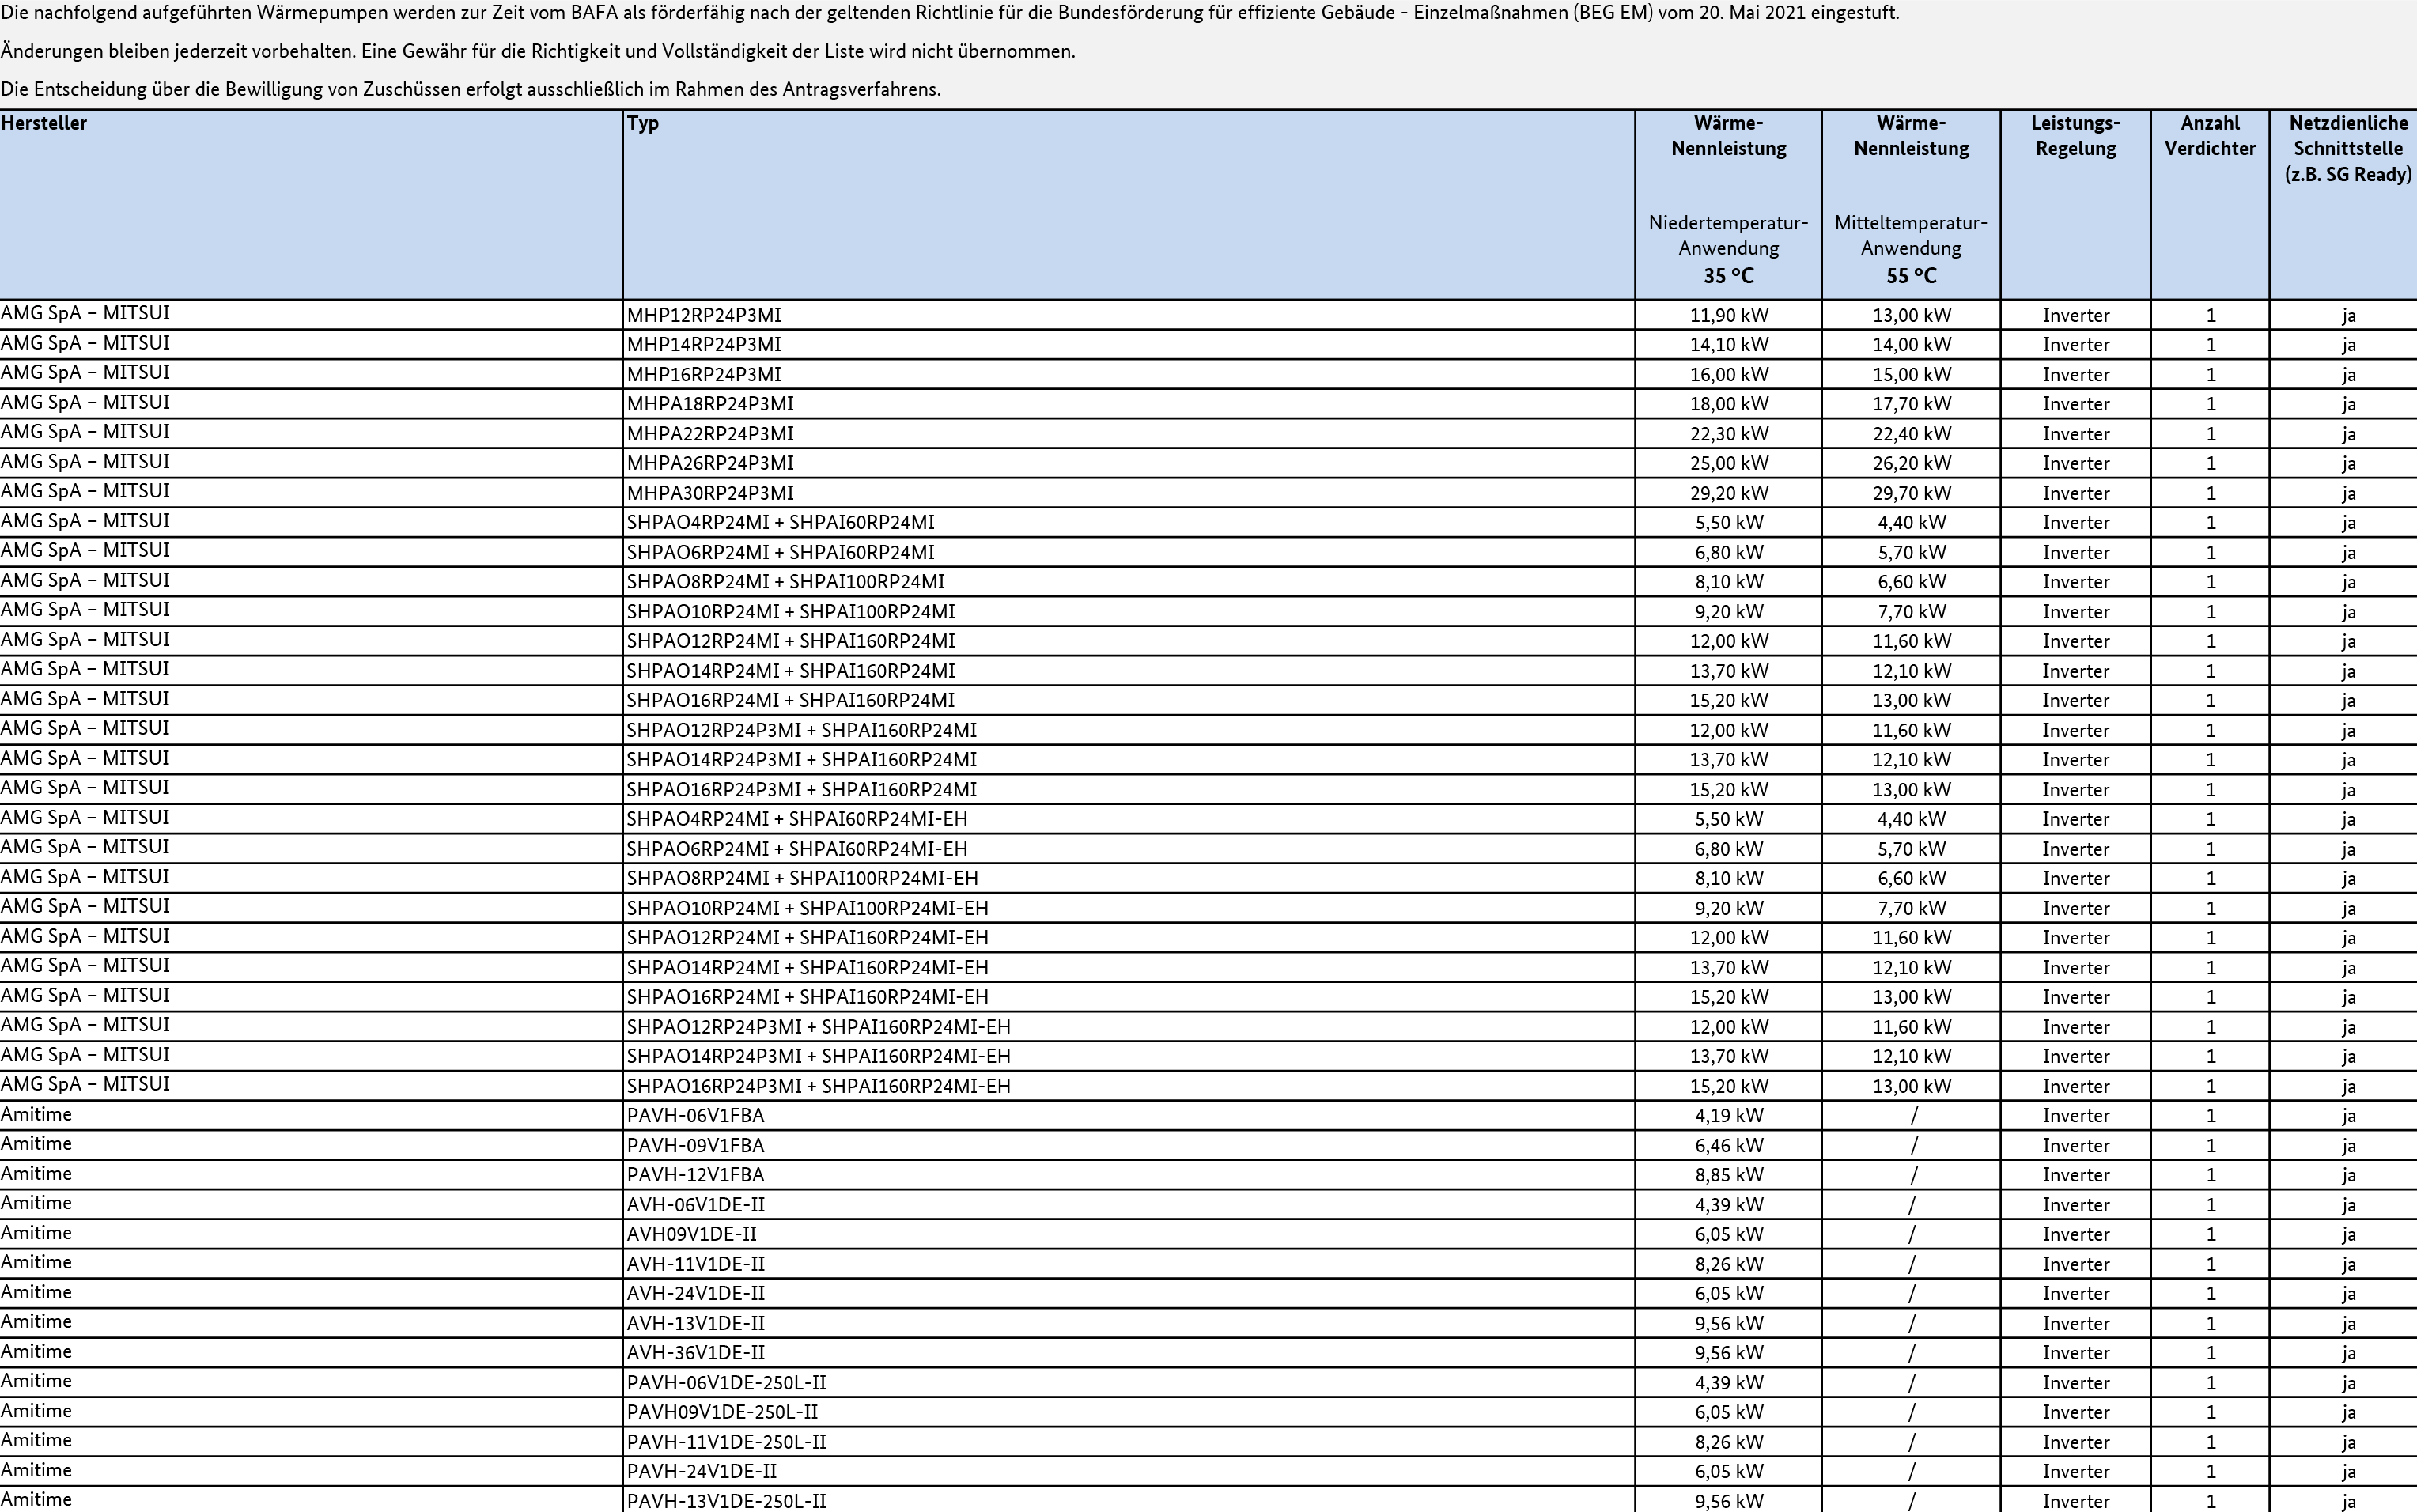 Die nachfolgend aufgeführten Wärmepumpen werden zur Zeit vom BAFA als förderfähig nach der geltenden Richtlinie für die Bundesförderung für effiziente Gebäude - Einzelmaßnahmen (BEG EM) vom 20. Mai 2021 eingestuft.
Änderungen bleiben jederzeit vorbehalten. Eine Gewähr für die Richtigkeit und Vollständigkeit der Liste wird nicht übernommen.
Die Entscheidung über die Bewilligung von Zuschüssen erfolgt ausschließlich im Rahmen des Antragsverfahrens.
Hersteller Typ Wärme- Wärme- Leistungs- Anzahl Netzdienliche
Nennleistung Nennleistung Regelung Verdichter Schnittstelle
(z.B. SG Ready)
Niedertemperatur- Mitteltemperatur-
Anwendung Anwendung
35 °C 55 °C
AMG SpA – MITSUI MHP12RP24P3MI 11,90 kW 13,00 kW Inverter 1 ja
AMG SpA – MITSUI MHP14RP24P3MI 14,10 kW 14,00 kW Inverter 1 ja
AMG SpA – MITSUI MHP16RP24P3MI 16,00 kW 15,00 kW Inverter 1 ja
AMG SpA – MITSUI MHPA18RP24P3MI 18,00 kW 17,70 kW Inverter 1 ja
AMG SpA – MITSUI MHPA22RP24P3MI 22,30 kW 22,40 kW Inverter 1 ja
AMG SpA – MITSUI MHPA26RP24P3MI 25,00 kW 26,20 kW Inverter 1 ja
AMG SpA – MITSUI MHPA30RP24P3MI 29,20 kW 29,70 kW Inverter 1 ja
AMG SpA – MITSUI SHPAO4RP24MI + SHPAI60RP24MI 5,50 kW 4,40 kW Inverter 1 ja
AMG SpA – MITSUI SHPAO6RP24MI + SHPAI60RP24MI 6,80 kW 5,70 kW Inverter 1 ja
AMG SpA – MITSUI SHPAO8RP24MI + SHPAI100RP24MI 8,10 kW 6,60 kW Inverter 1 ja
AMG SpA – MITSUI SHPAO10RP24MI + SHPAI100RP24MI 9,20 kW 7,70 kW Inverter 1 ja
AMG SpA – MITSUI SHPAO12RP24MI + SHPAI160RP24MI 12,00 kW 11,60 kW Inverter 1 ja
AMG SpA – MITSUI SHPAO14RP24MI + SHPAI160RP24MI 13,70 kW 12,10 kW Inverter 1 ja
AMG SpA – MITSUI SHPAO16RP24MI + SHPAI160RP24MI 15,20 kW 13,00 kW Inverter 1 ja
AMG SpA – MITSUI SHPAO12RP24P3MI + SHPAI160RP24MI 12,00 kW 11,60 kW Inverter 1 ja
AMG SpA – MITSUI SHPAO14RP24P3MI + SHPAI160RP24MI 13,70 kW 12,10 kW Inverter 1 ja
AMG SpA – MITSUI SHPAO16RP24P3MI + SHPAI160RP24MI 15,20 kW 13,00 kW Inverter 1 ja
AMG SpA – MITSUI SHPAO4RP24MI + SHPAI60RP24MI-EH 5,50 kW 4,40 kW Inverter 1 ja
AMG SpA – MITSUI SHPAO6RP24MI + SHPAI60RP24MI-EH 6,80 kW 5,70 kW Inverter 1 ja
AMG SpA – MITSUI SHPAO8RP24MI + SHPAI100RP24MI-EH 8,10 kW 6,60 kW Inverter 1 ja
AMG SpA – MITSUI SHPAO10RP24MI + SHPAI100RP24MI-EH 9,20 kW 7,70 kW Inverter 1 ja
AMG SpA – MITSUI SHPAO12RP24MI + SHPAI160RP24MI-EH 12,00 kW 11,60 kW Inverter 1 ja
AMG SpA – MITSUI SHPAO14RP24MI + SHPAI160RP24MI-EH 13,70 kW 12,10 kW Inverter 1 ja
AMG SpA – MITSUI SHPAO16RP24MI + SHPAI160RP24MI-EH 15,20 kW 13,00 kW Inverter 1 ja
AMG SpA – MITSUI SHPAO12RP24P3MI + SHPAI160RP24MI-EH 12,00 kW 11,60 kW Inverter 1 ja
AMG SpA – MITSUI SHPAO14RP24P3MI + SHPAI160RP24MI-EH 13,70 kW 12,10 kW Inverter 1 ja
AMG SpA – MITSUI SHPAO16RP24P3MI + SHPAI160RP24MI-EH 15,20 kW 13,00 kW Inverter 1 ja
Amitime PAVH-06V1FBA 4,19 kW / Inverter 1 ja
Amitime PAVH-09V1FBA 6,46 kW / Inverter 1 ja
Amitime PAVH-12V1FBA 8,85 kW / Inverter 1 ja
Amitime AVH-06V1DE-II 4,39 kW / Inverter 1 ja
Amitime AVH09V1DE-II 6,05 kW / Inverter 1 ja
Amitime AVH-11V1DE-II 8,26 kW / Inverter 1 ja
Amitime AVH-24V1DE-II 6,05 kW / Inverter 1 ja
Amitime AVH-13V1DE-II 9,56 kW / Inverter 1 ja
Amitime AVH-36V1DE-II 9,56 kW / Inverter 1 ja
Amitime PAVH-06V1DE-250L-II 4,39 kW / Inverter 1 ja
Amitime PAVH09V1DE-250L-II 6,05 kW / Inverter 1 ja
Amitime PAVH-11V1DE-250L-II 8,26 kW / Inverter 1 ja
Amitime PAVH-24V1DE-II 6,05 kW / Inverter 1 ja
Amitime PAVH-13V1DE-250L-II 9,56 kW / Inverter 1 ja